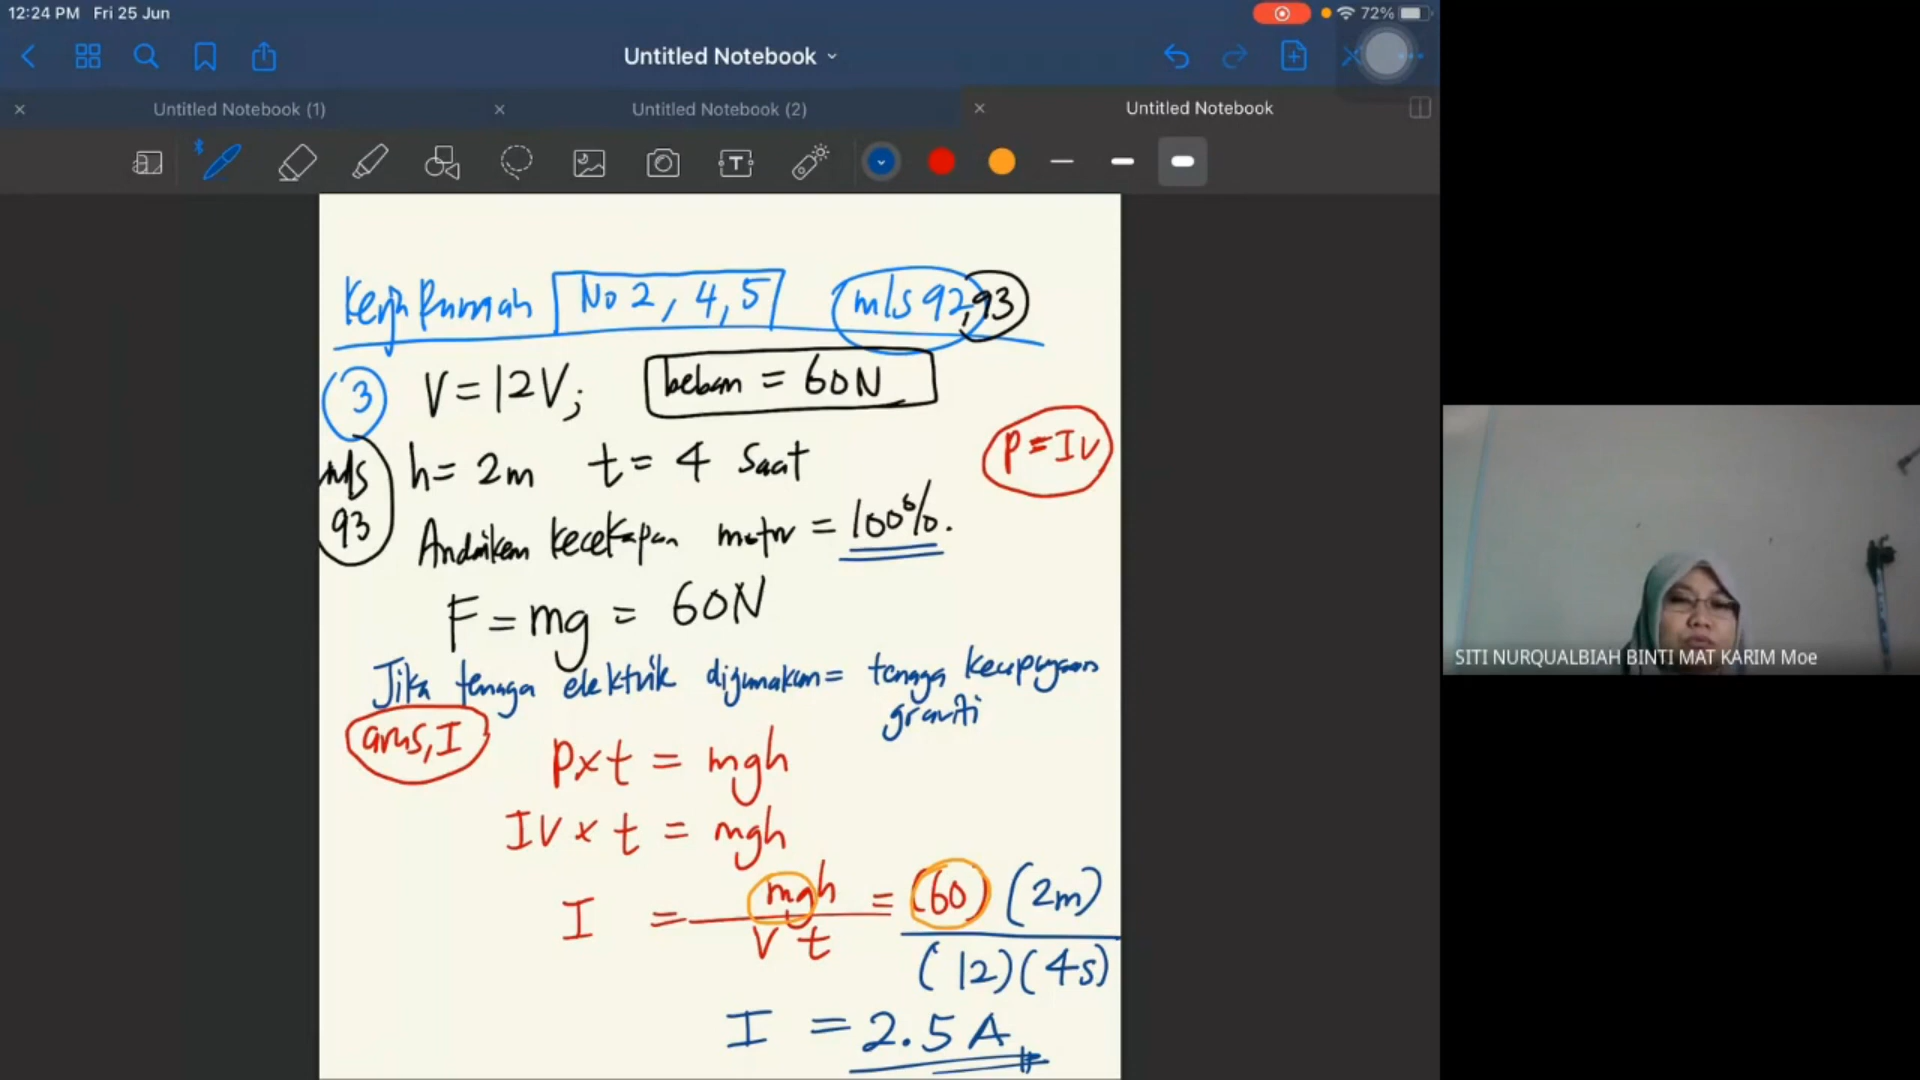 12:24 PM Fri 25 Jun
72%
Untitled Notebook
Untitled Notebook (1)
Untitled Notebook (2)
Untitled Notebook
Kerja Rumah No 2, 4, 5 m/s 92, 93
3 V = 12V; beban = 60N
m/s 93
h = 2m t = 4 saat
P = IV
Andaikan kecekapan motor = 100%.
F = mg = 60N
Jika tenaga elektrik digunakan = tenaga keupayaan graviti
arus, I
P x t = mgh
IV x t = mgh
I = mgh / V t = (60) (2m) / (12)(4s)
I = 2.5 A
SITI NURQUALBIAH BINTI MAT KARIM Moe